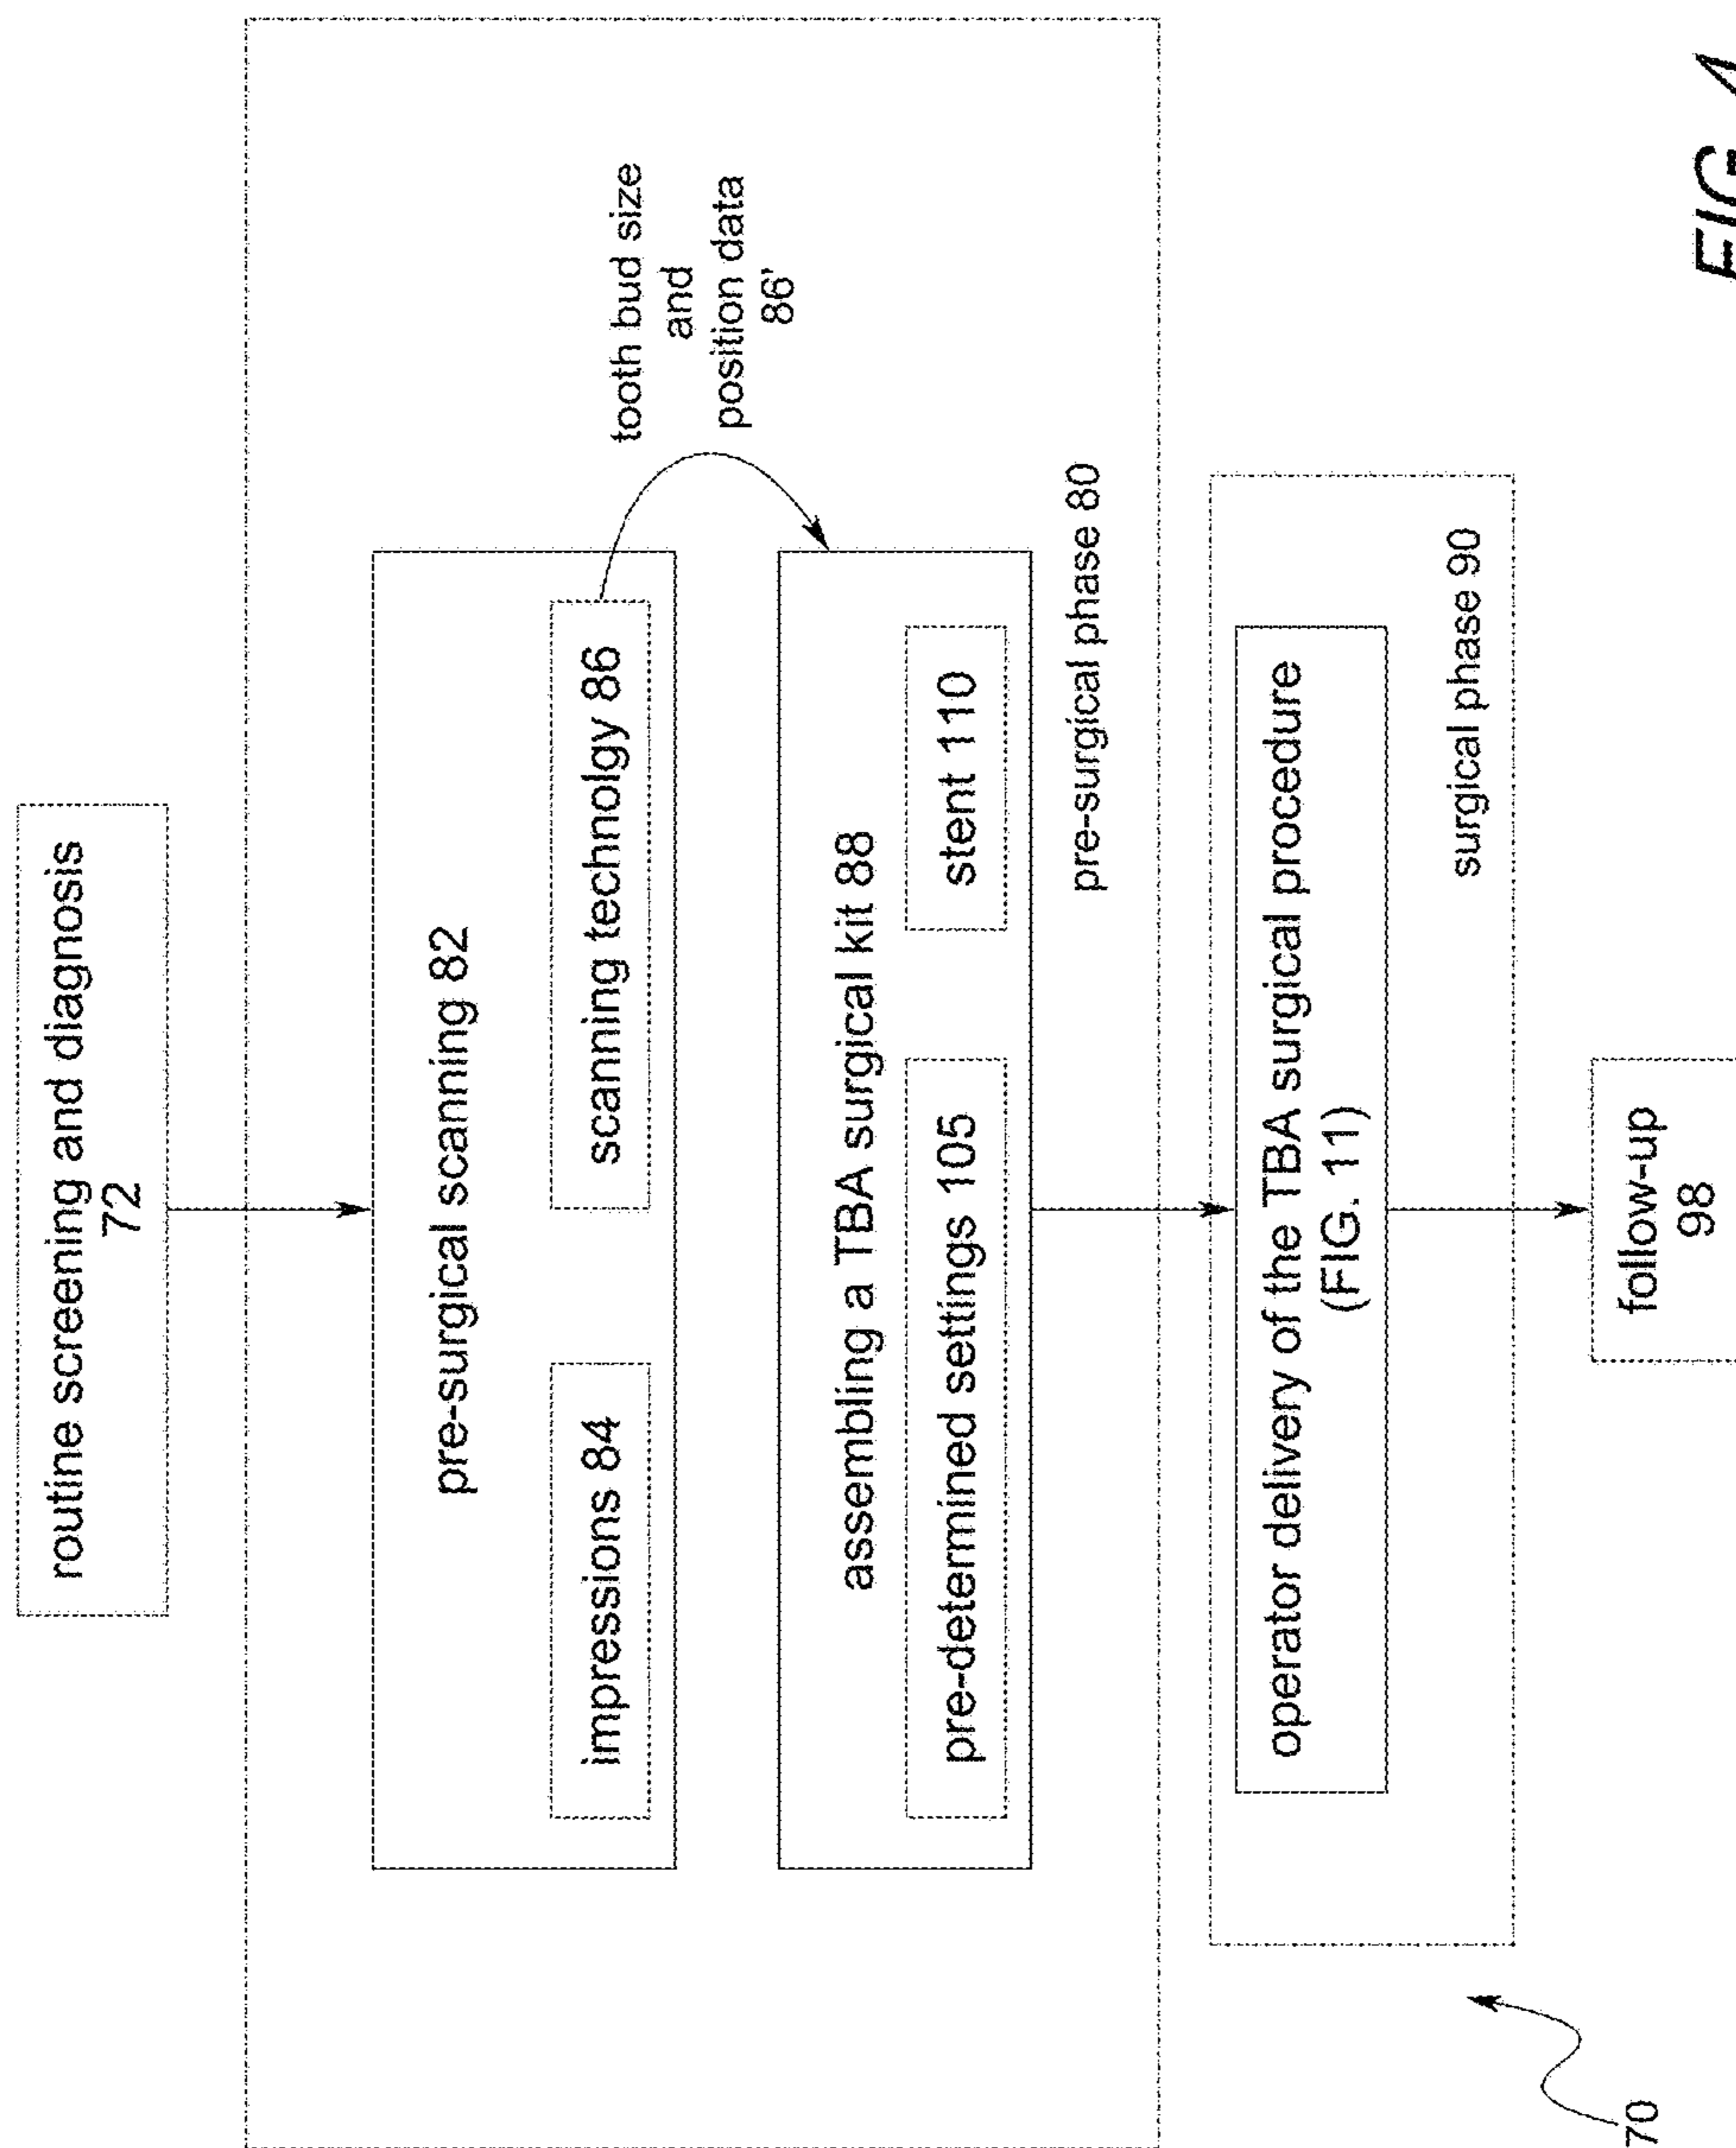 routine screening and diagnosis
72
pre-surgical scanning 82
impressions 84
scanning technolgy 86
tooth bud size
and
position data
86'
assembling a TBA surgical kit 88
pre-determined settings 105
stent 110
pre-surgical phase 80
operator delivery of the TBA surgical procedure
(FIG. 11)
surgical phase 90
follow-up
98
70
FIG. 4